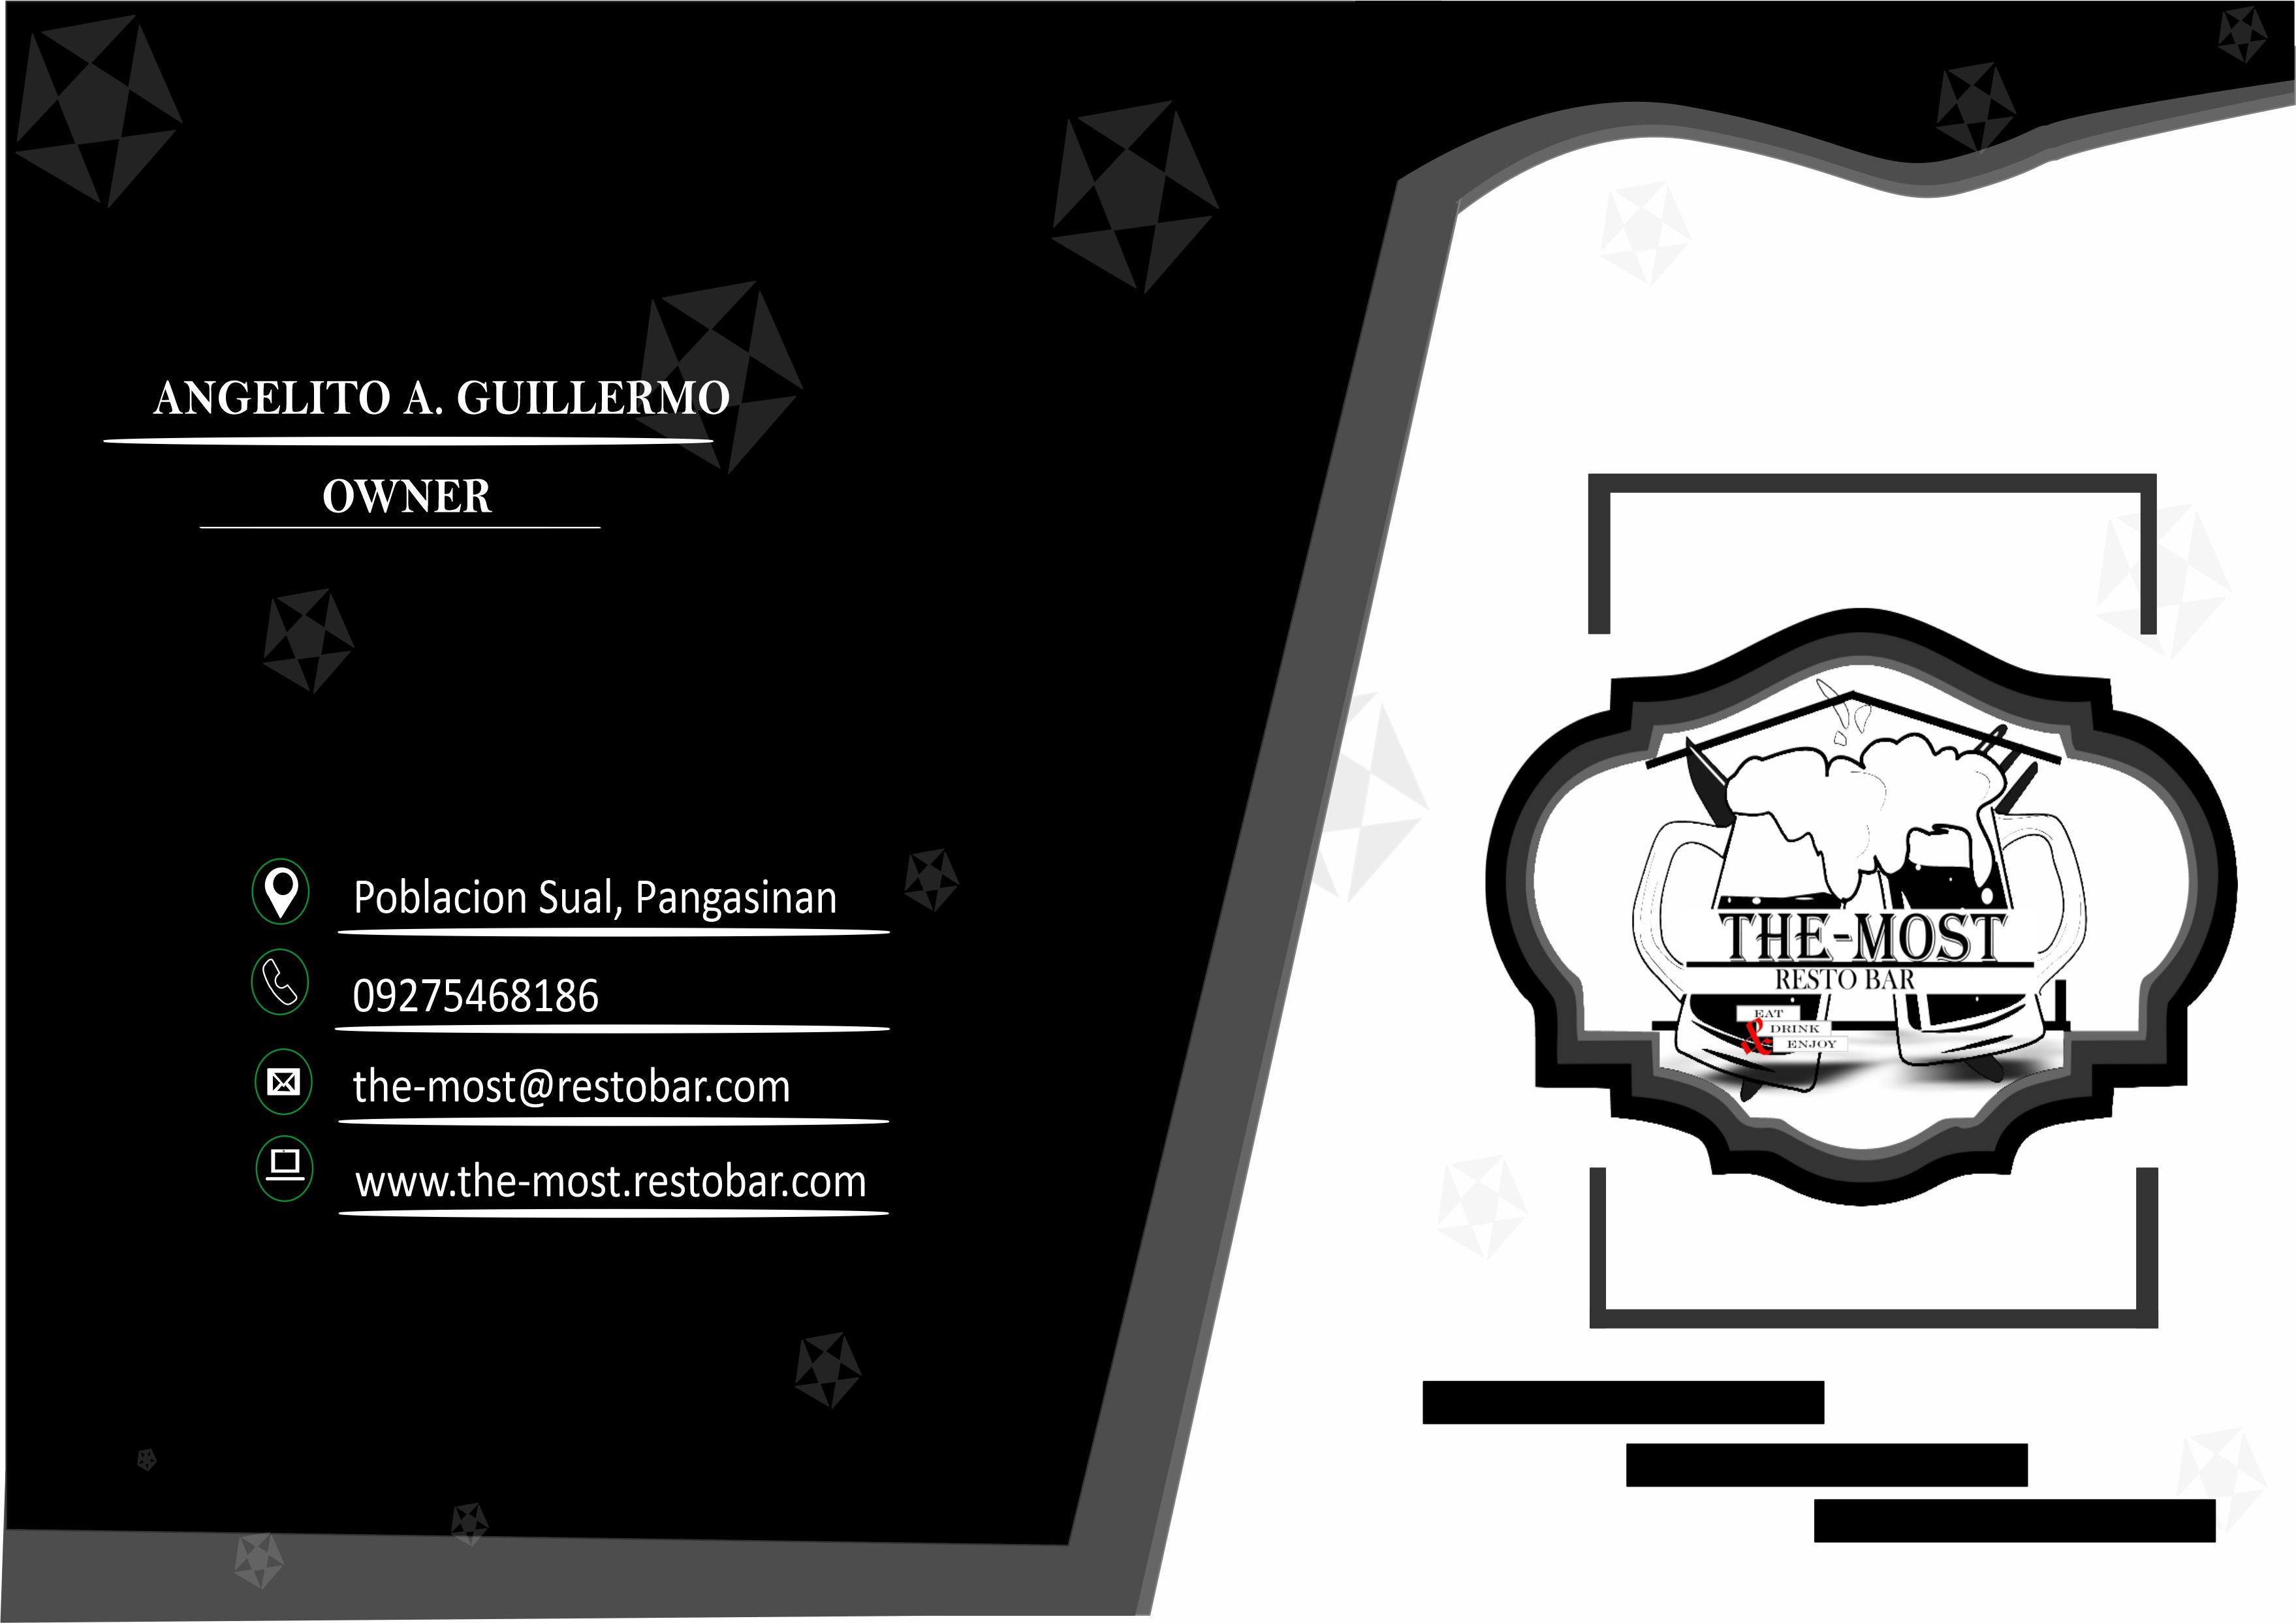 ANGELITO A. GUILLERMO
OWNER
Poblacion Sual, Pangasinan
09275468186
the-most@restobar.com
www.the-most.restobar.com
THE-MOST
RESTO BAR
EAT
& DRINK
ENJOY